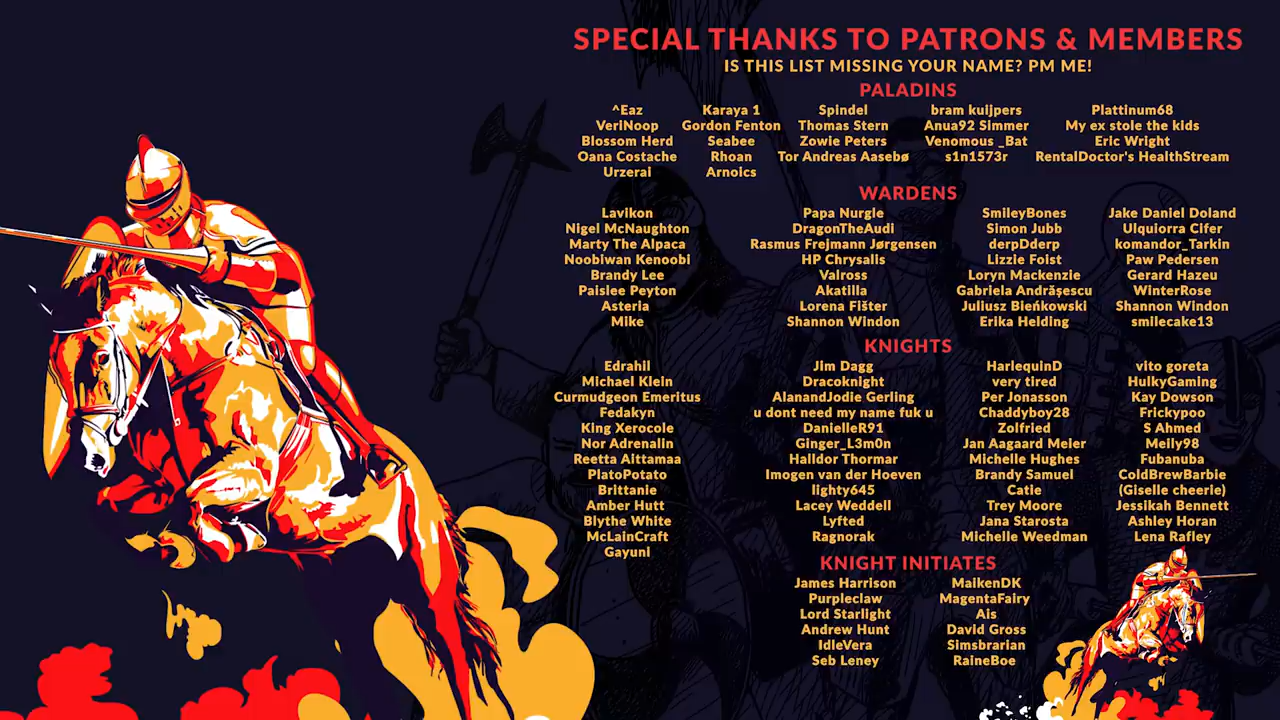 SPECIAL THANKS TO PATRONS & MEMBERS
IS THIS LIST MISSING YOUR NAME? PM ME!
PALADINS
^Eaz Karaya 1 Spindel bram kuijpers Plattinum68
VeriNoop Gordon Fenton Thomas Stern Anua92 Simmer My ex stole the kids
Blossom Herd Seabee Zowie Peters Venomous _Bat Eric Wright
Oana Costache Rhoan Tor Andreas Aasebø s1n1573r RentalDoctor's HealthStream
Urzeral Arnoics
WARDENS
Lavikon Papa Nurgle SmileyBones Jake Daniel Doland
Nigel McNaughton DragonTheAudi Simon Jubb Ulquiorra Cifer
Marty The Alpaca Rasmus Frejmann Jørgensen derpDderp komandor_Tarkin
Noobiwan Kenoobi HP Chrysalis Lizzie Foist Paw Pedersen
Brandy Lee Valross Loryn Mackenzie Gerard Hazeu
Paislee Peyton Akatilla Gabriela Andrășescu WinterRose
Asteria Lorena Fišter Juliusz Bieńkowski Shannon Windon
Mike Shannon Windon Erika Helding smilecake13
KNIGHTS
Edrahil Jim Dagg HarlequinD vito goreta
Michael Klein Dracoknight very tired HulkyGaming
Curmudgeon Emeritus AlanandJodie Gerling Per Jonasson Kay Dowson
Fedakyn u dont need my name fuk u Chaddyboy28 Frickypoo
King Xerocole DanielleR91 Zolfried S Ahmed
Nor Adrenalin Ginger_L3m0n Jan Aagaard Meier Meily98
Reetta Aittamaa Halldor Thormar Michelle Hughes Fubanuba
PlatoPotato Imogen van der Hoeven Brandy Samuel ColdBrewBarbie
Brittanie lighty645 Catie (Giselle cheerie)
Amber Hutt Lacey Weddell Trey Moore Jessikah Bennett
Blythe White Lyfted Jana Starosta Ashley Horan
McLainCraft Ragnorak Michelle Weedman Lena Rafley
Gayuni
KNIGHT INITIATES
James Harrison MaikenDK
Purpleclaw MagentaFairy
Lord Starlight Ais
Andrew Hunt David Gross
IdleVera Simsbrarian
Seb Leney RaineBoe